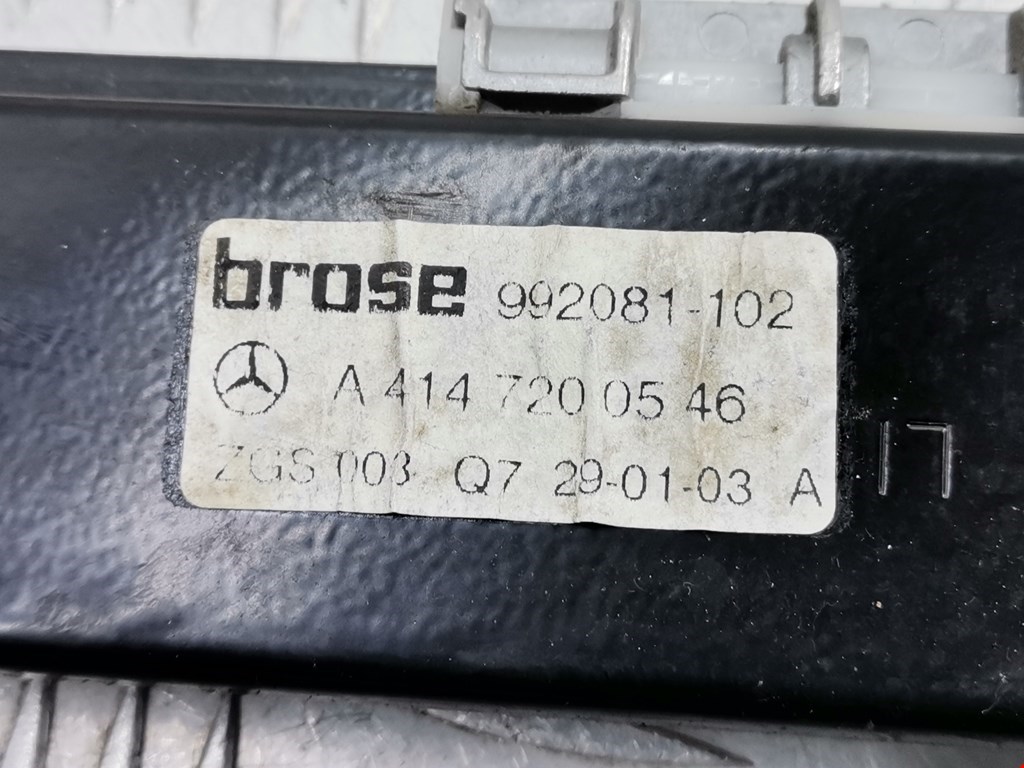 brose 992081-102
A 414 720 05 46
ZGS 003 Q7 29-01-03 A